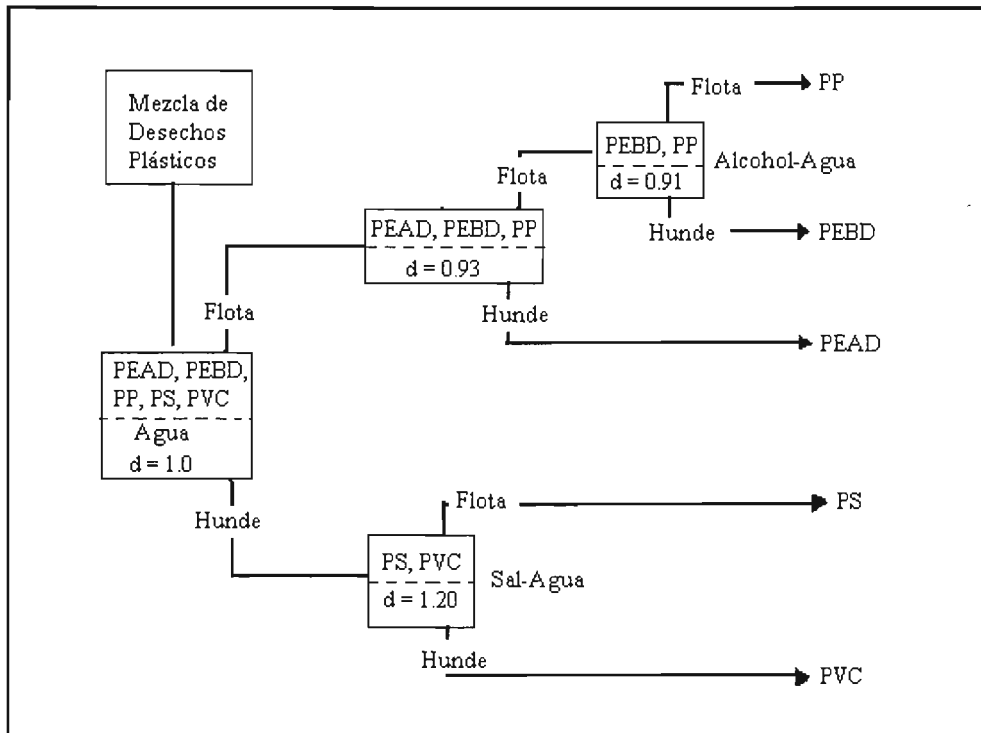 Mezcla de
Desechos
Plásticos
Flota
PP
PEBD, PP
d = 0.91
Alcohol-Agua
Flota
Hunde
PEBD
PEAD, PEBD, PP
d = 0.93
Hunde
PEAD
Flota
PEAD, PEBD,
PP, PS, PVC
Agua
d = 1.0
Hunde
Flota
PS
PS, PVC
d = 1.20
Sal-Agua
Hunde
PVC